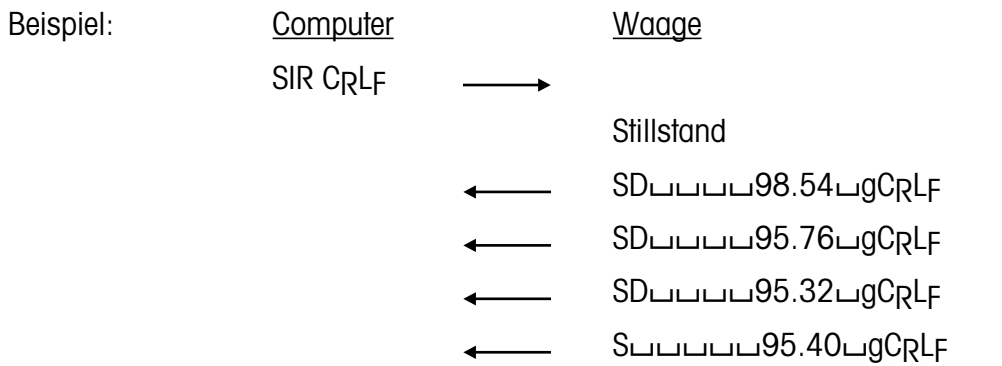 Beispiel: Computer Waage
SIR CRLF
Stillstand
SD␣␣␣␣98.54␣gCRLF
SD␣␣␣␣95.76␣gCRLF
SD␣␣␣␣95.32␣gCRLF
S␣␣␣␣␣95.40␣gCRLF